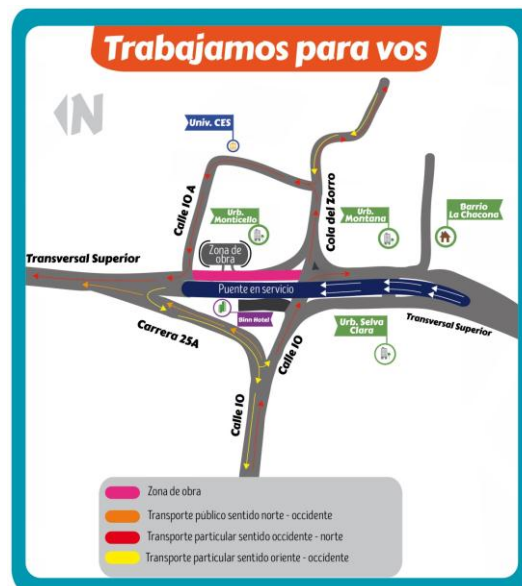 Trabajamos para vos
N
Univ. CES
Calle 10 A
Urb.
Monticello
Cola del Zorro
Urb.
Montana
Barrio
La Chacona
Zona de
obra
Transversal Superior
Puente en servicio
Binn Hotel
Carrera 25A
Calle 10
Urb. Selva
Clara
Transversal Superior
Calle 10
Zona de obra
Transporte público sentido norte - occidente
Transporte particular sentido occidente - norte
Transporte particular sentido oriente - occidente